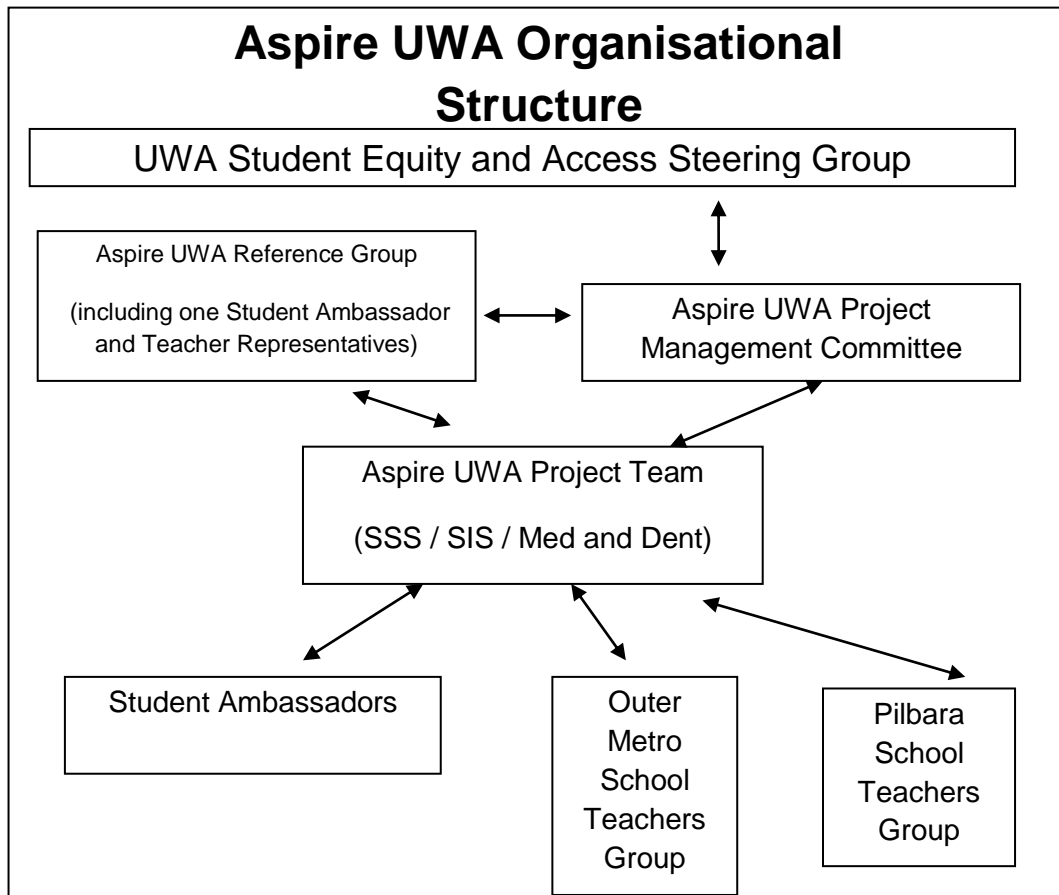 Aspire UWA Organisational
Structure
UWA Student Equity and Access Steering Group
Aspire UWA Reference Group
(including one Student Ambassador
and Teacher Representatives)
Aspire UWA Project
Management Committee
Aspire UWA Project Team
(SSS / SIS / Med and Dent)
Student Ambassadors
Outer
Metro
School
Teachers
Group
Pilbara
School
Teachers
Group